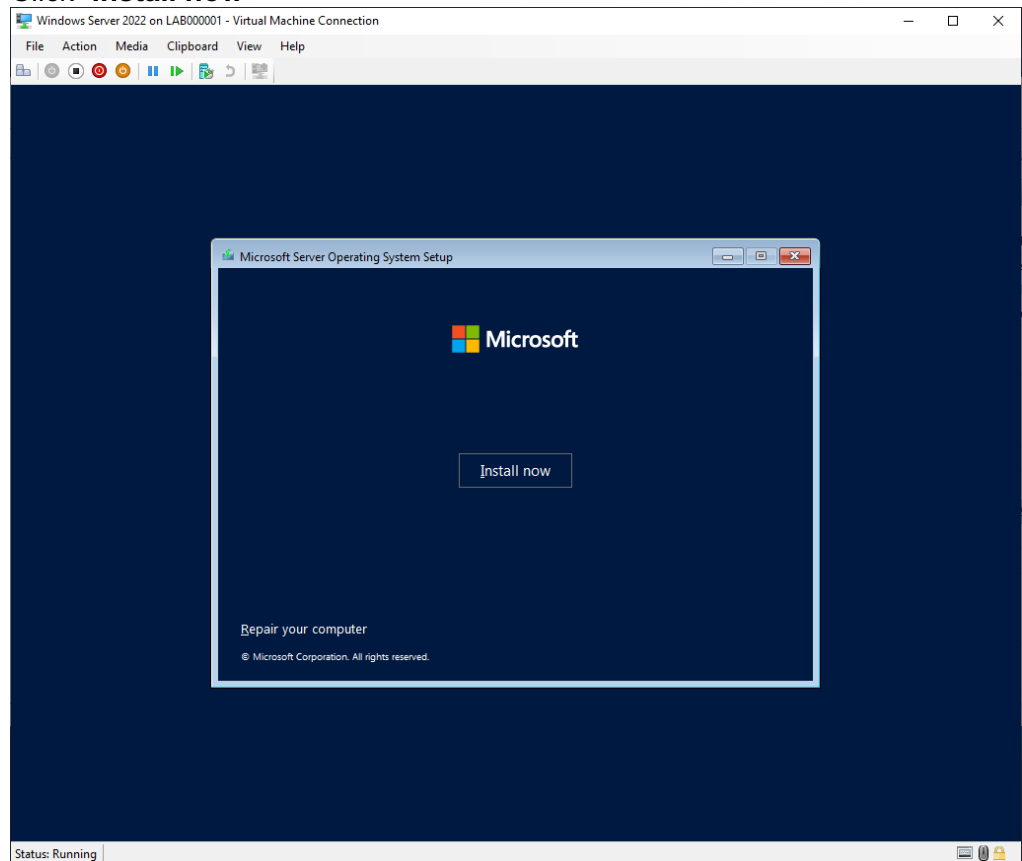 Windows Server 2022 on LAB000001 - Virtual Machine Connection
File Action Media Clipboard View Help
Microsoft Server Operating System Setup
Microsoft
Install now
Repair your computer
© Microsoft Corporation. All rights reserved.
Status: Running